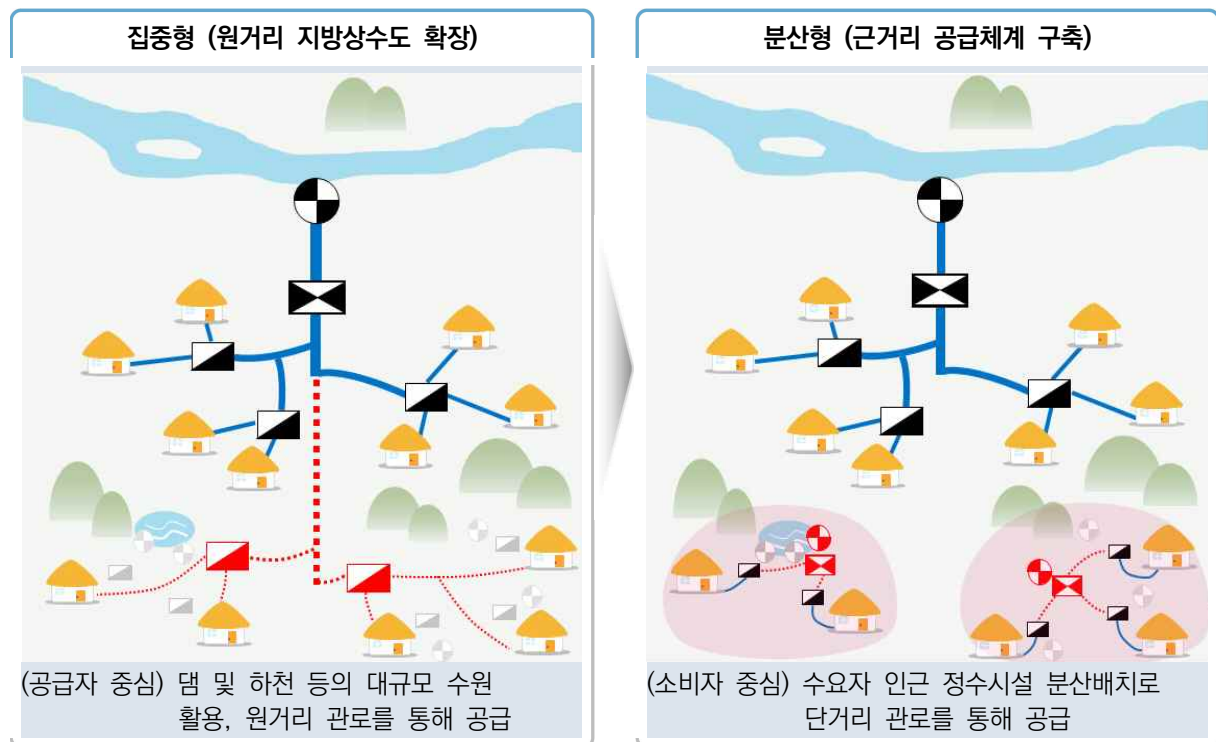 집중형 (원거리 지방상수도 확장)
분산형 (근거리 공급체계 구축)
(공급자 중심) 댐 및 하천 등의 대규모 수원
활용, 원거리 관로를 통해 공급
(소비자 중심) 수요자 인근 정수시설 분산배치로
단거리 관로를 통해 공급